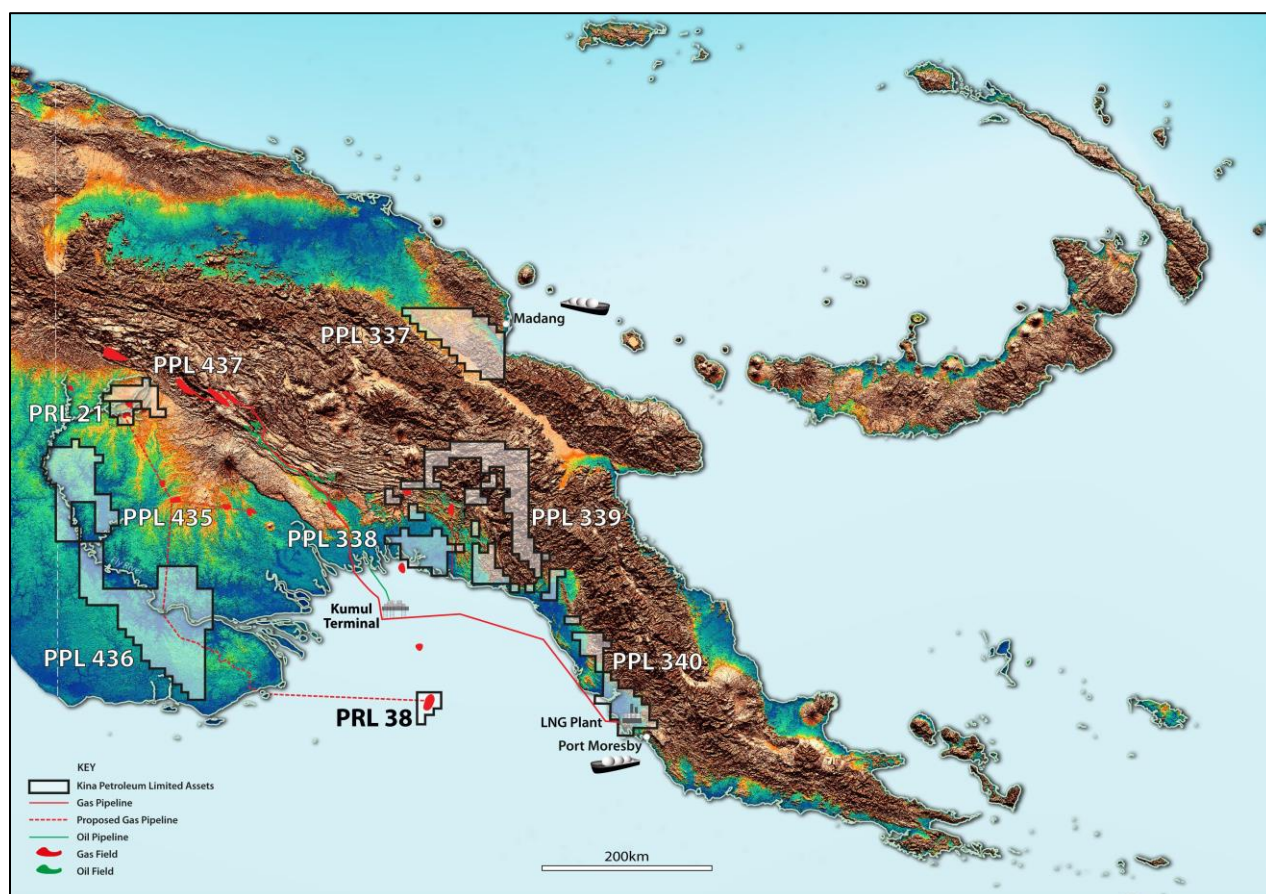 Madang
PPL 337
PPL 437
PRL 21
PPL 435
PPL 339
PPL 338
Kumul
Terminal
PPL 436
PPL 340
PRL 38
LNG Plant
Port Moresby
KEY
Kina Petroleum Limited Assets
Gas Pipeline
Proposed Gas Pipeline
Oil Pipeline
Gas Field
Oil Field
200km